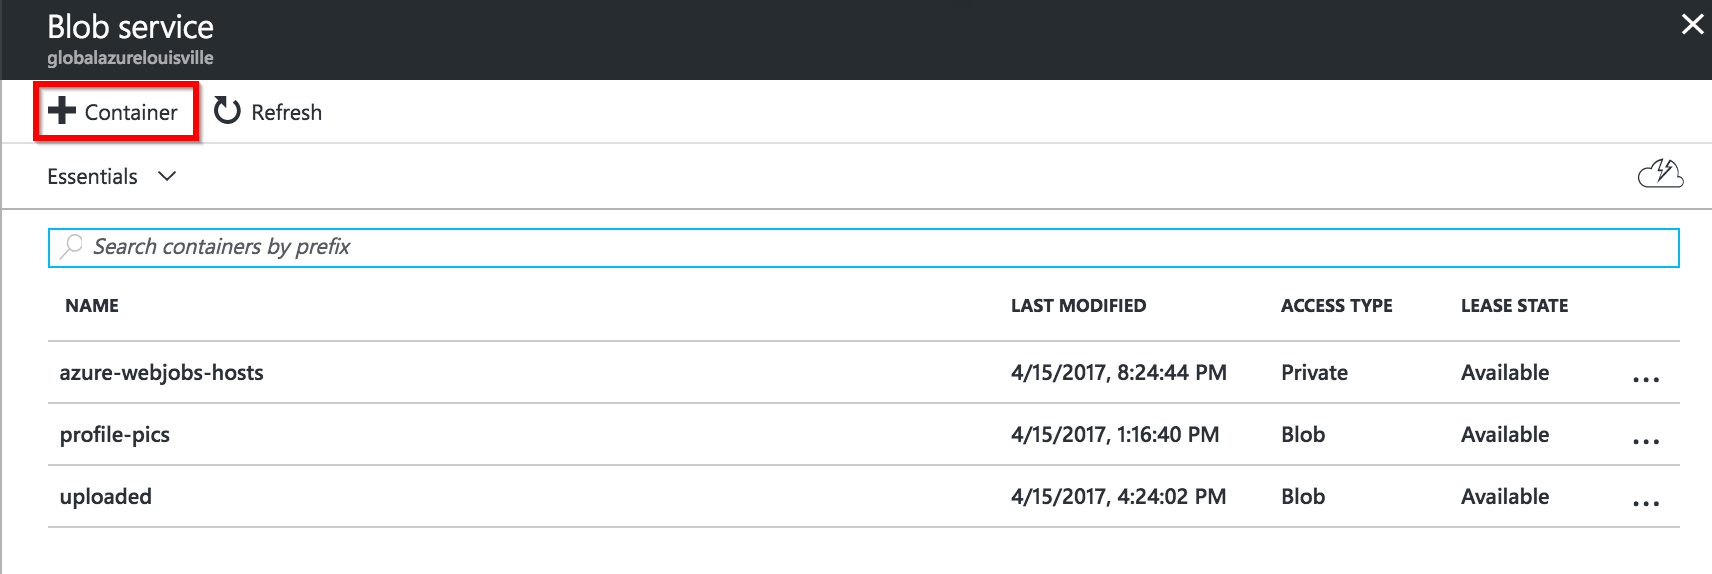 Blob service
globalazurelouisville
Container Refresh
Essentials
Search containers by prefix
NAME LAST MODIFIED ACCESS TYPE LEASE STATE
azure-webjobs-hosts 4/15/2017, 8:24:44 PM Private Available ...
profile-pics 4/15/2017, 1:16:40 PM Blob Available ...
uploaded 4/15/2017, 4:24:02 PM Blob Available ...